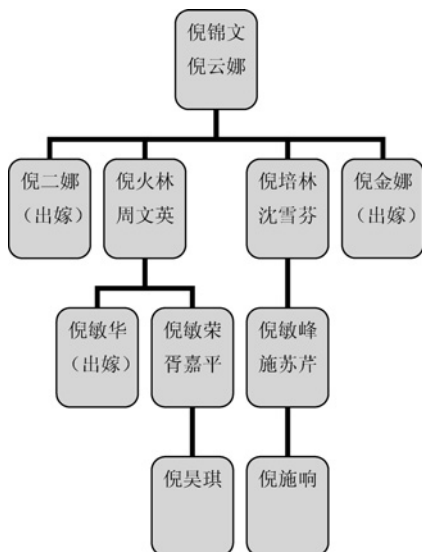 倪锦文
倪云娜
倪二娜
（出嫁）
倪火林
周文英
倪培林
沈雪芬
倪金娜
（出嫁）
倪敏华
（出嫁）
倪敏荣
胥嘉平
倪敏峰
施苏芹
倪昊琪
倪施响